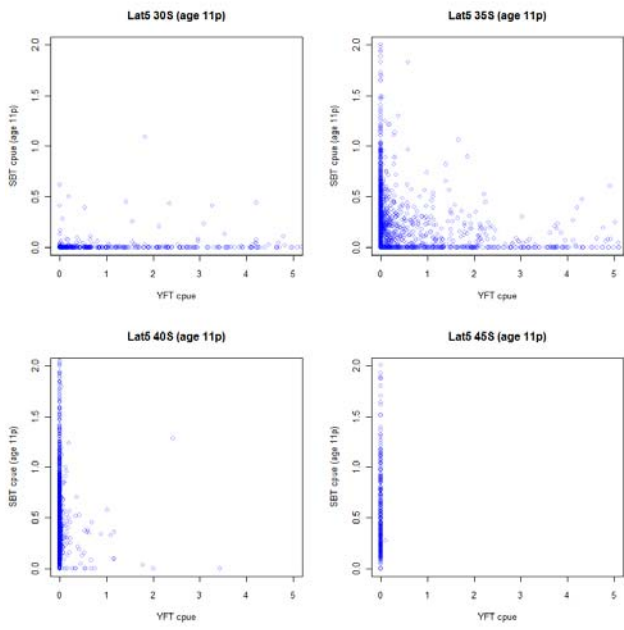 Lat5 30S (age 11p)
SBT cpue (age 11p)
0.0 0.5 1.0 1.5 2.0
0 1 2 3 4 5
YFT cpue
Lat5 35S (age 11p)
SBT cpue (age 11p)
0.0 0.5 1.0 1.5 2.0
0 1 2 3 4 5
YFT cpue
Lat5 40S (age 11p)
SBT cpue (age 11p)
0.0 0.5 1.0 1.5 2.0
0 1 2 3 4 5
YFT cpue
Lat5 45S (age 11p)
SBT cpue (age 11p)
0.0 0.5 1.0 1.5 2.0
0 1 2 3 4 5
YFT cpue